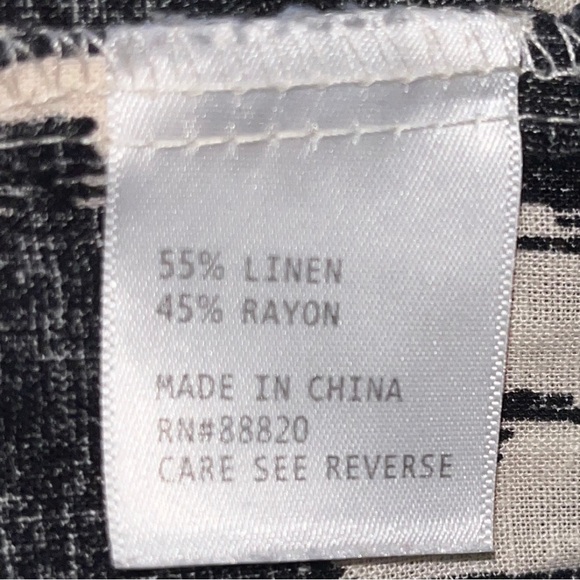 55% LINEN
45% RAYON
MADE IN CHINA
RN#88820
CARE SEE REVERSE